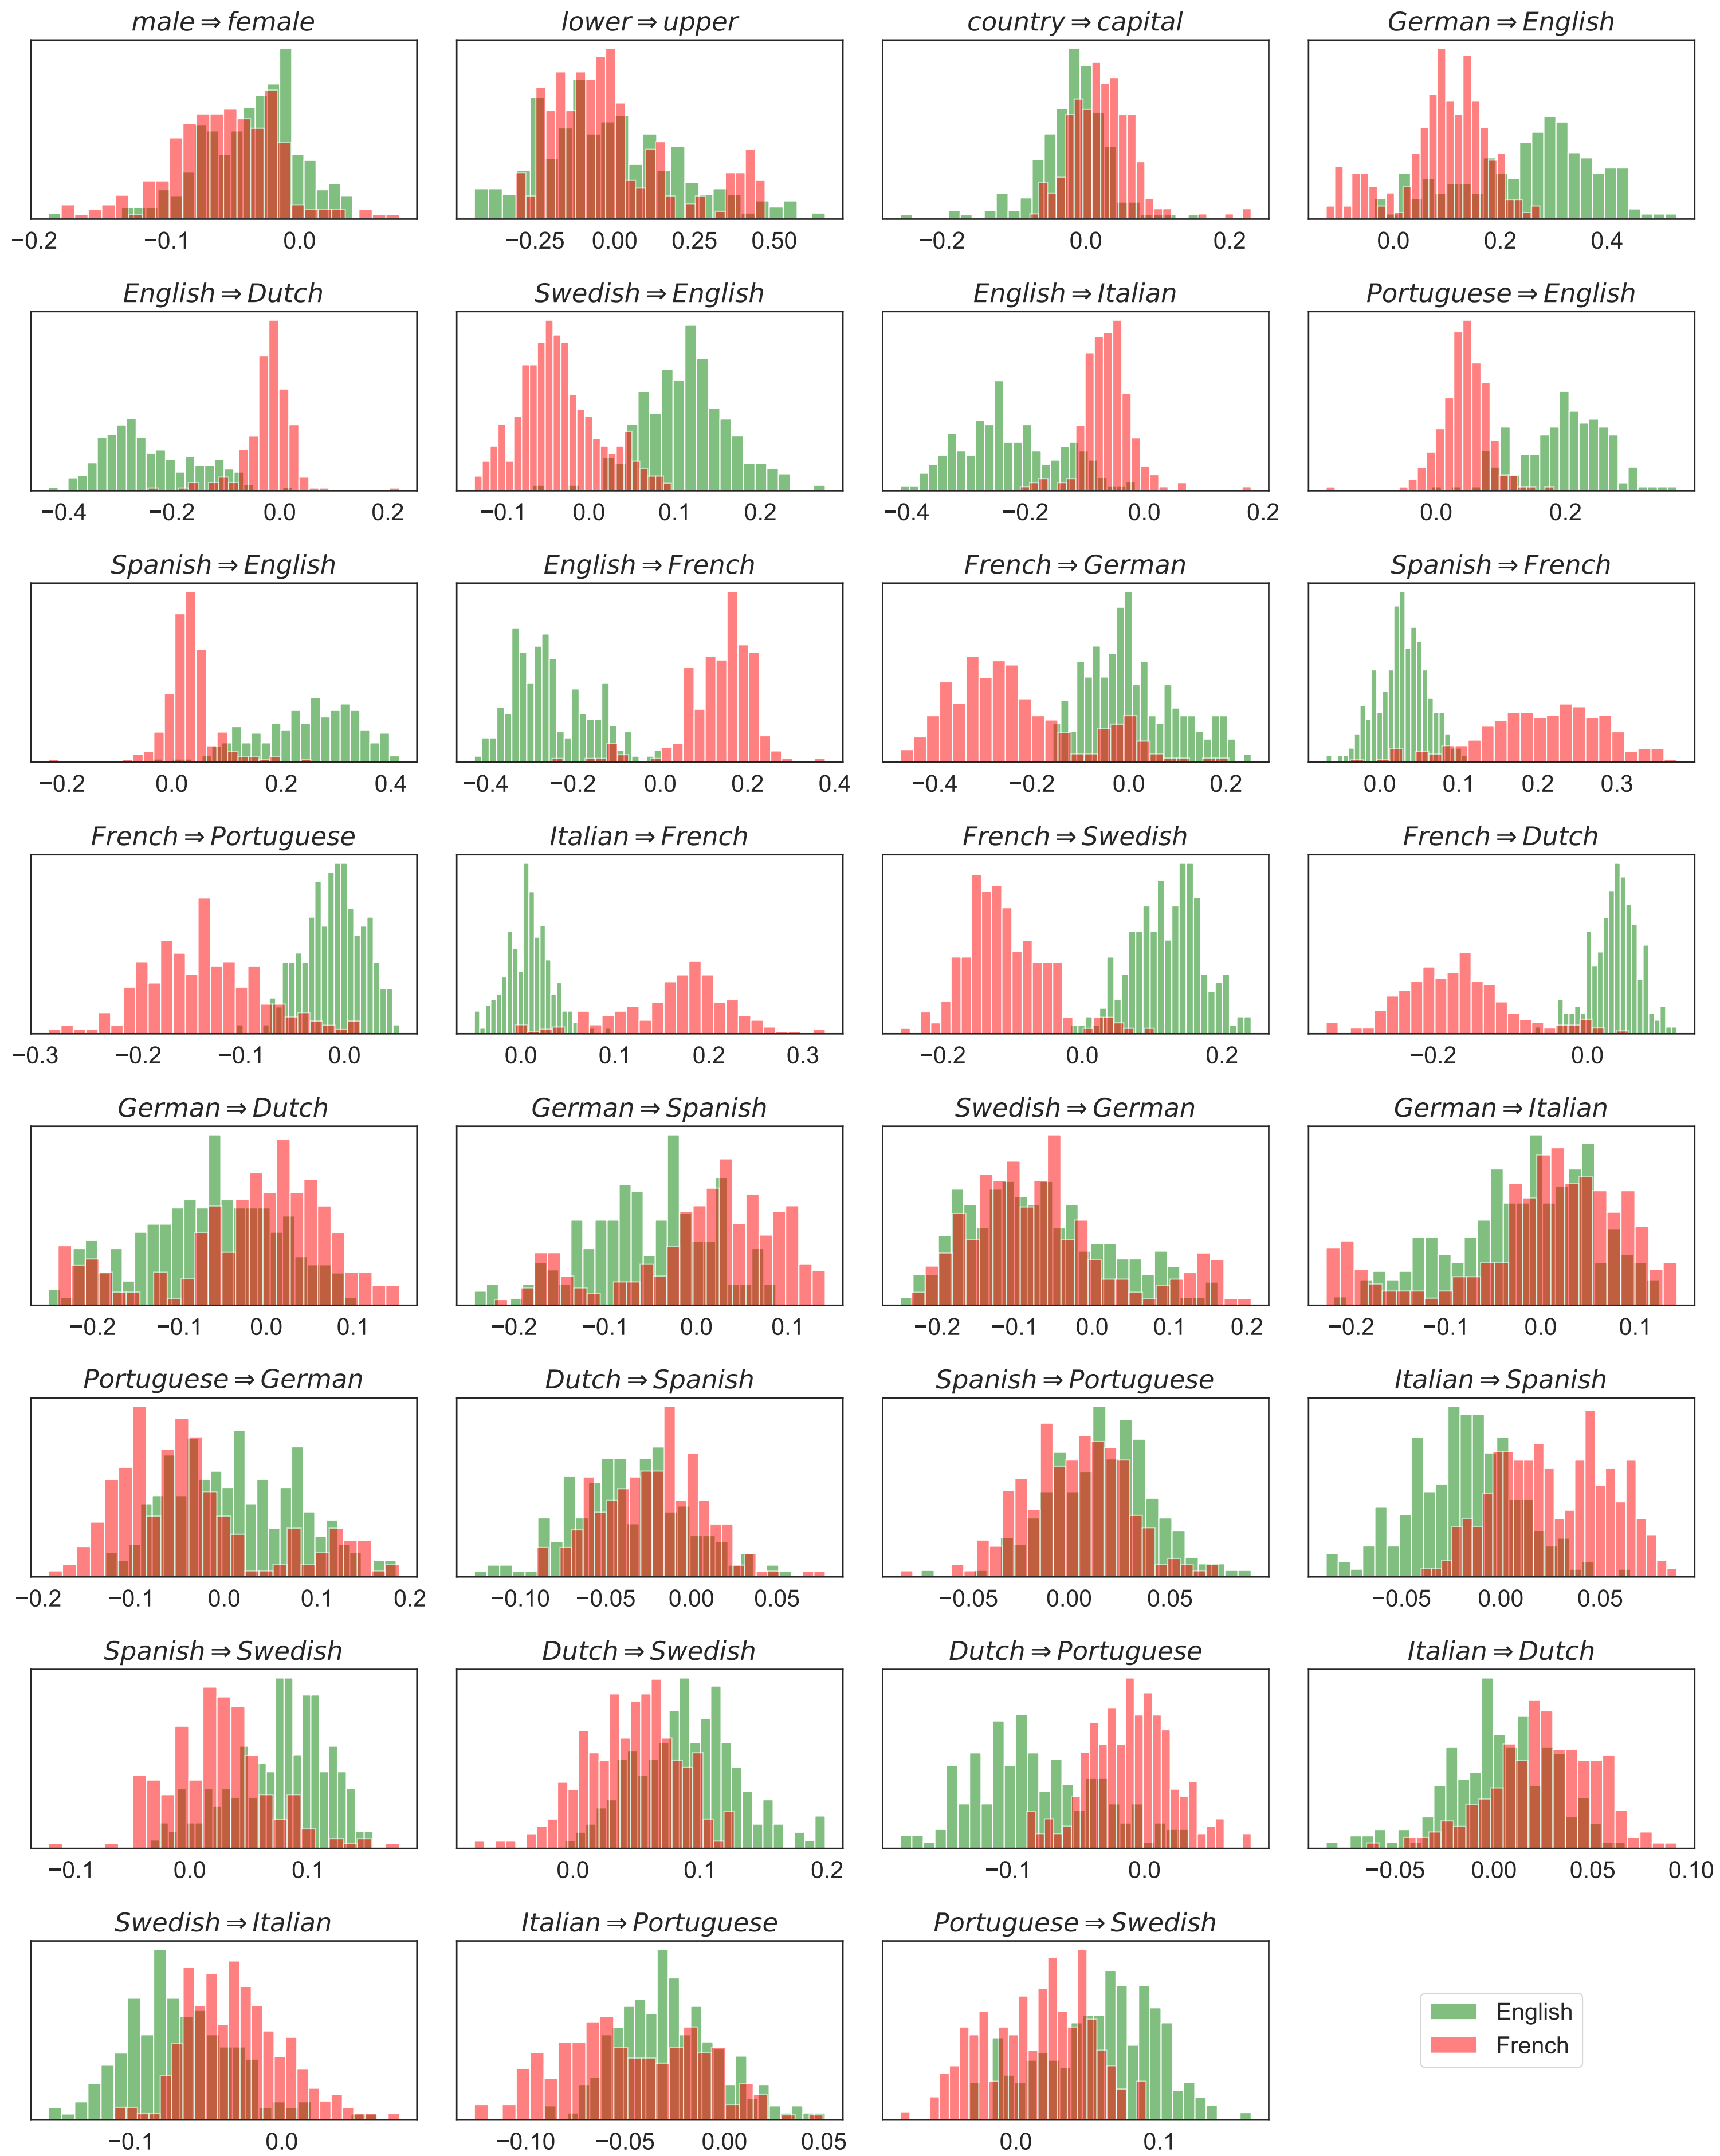 male ⇒ female lower ⇒ upper country ⇒ capital German ⇒ English
−0.2 −0.1 0.0 −0.25 0.00 0.25 0.50 −0.2 0.0 0.2 0.0 0.2 0.4
English ⇒ Dutch Swedish ⇒ English English ⇒ Italian Portuguese ⇒ English
−0.4 −0.2 0.0 0.2 −0.1 0.0 0.1 0.2 −0.4 −0.2 0.0 0.2 0.0 0.2
Spanish ⇒ English English ⇒ French French ⇒ German Spanish ⇒ French
−0.2 0.0 0.2 0.4 −0.4 −0.2 0.0 0.2 0.4 −0.4 −0.2 0.0 0.2 0.0 0.1 0.2 0.3
French ⇒ Portuguese Italian ⇒ French French ⇒ Swedish French ⇒ Dutch
−0.3 −0.2 −0.1 0.0 0.0 0.1 0.2 0.3 −0.2 0.0 0.2 −0.2 0.0
German ⇒ Dutch German ⇒ Spanish Swedish ⇒ German German ⇒ Italian
−0.2 −0.1 0.0 0.1 −0.2 −0.1 0.0 0.1 −0.2 −0.1 0.0 0.1 0.2 −0.2 −0.1 0.0 0.1
Portuguese ⇒ German Dutch ⇒ Spanish Spanish ⇒ Portuguese Italian ⇒ Spanish
−0.2 −0.1 0.0 0.1 0.2 −0.10 −0.05 0.00 0.05 −0.05 0.00 0.05 −0.05 0.00 0.05
Spanish ⇒ Swedish Dutch ⇒ Swedish Dutch ⇒ Portuguese Italian ⇒ Dutch
−0.1 0.0 0.1 0.0 0.1 0.2 −0.1 0.0 −0.05 0.00 0.05 0.10
Swedish ⇒ Italian Italian ⇒ Portuguese Portuguese ⇒ Swedish
English
French
−0.1 0.0 −0.10 −0.05 0.00 0.05 0.0 0.1